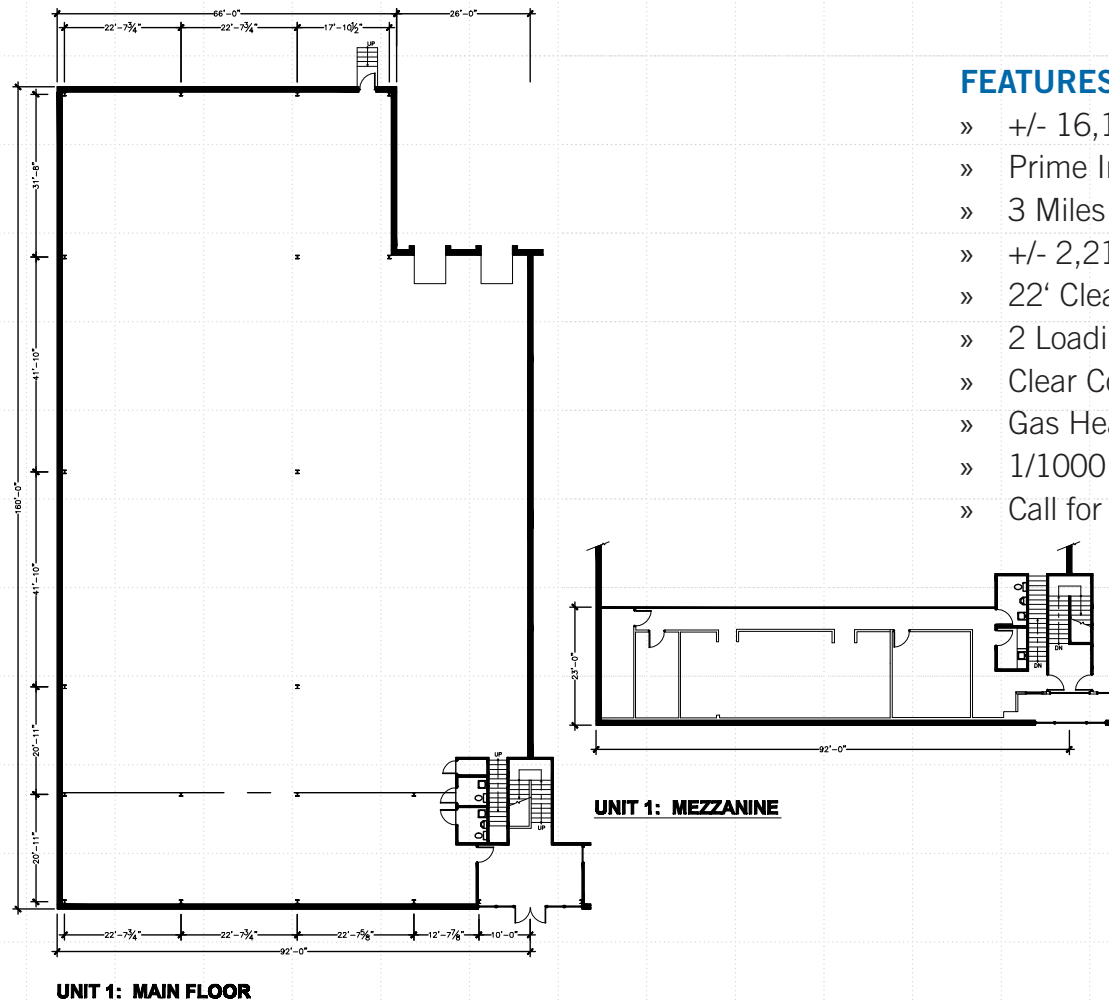 66'-0"
26'-0"
22'-7¾"
22'-7¾"
17'-10½"
UP
FEATURES
» +/- 16,1
» Prime I
» 3 Miles
» +/- 2,21
» 22‘ Clea
» 2 Loadi
» Clear Co
» Gas Hea
» 1/1000
» Call for
31'-8"
41'-10"
160'-0"
41'-10"
20'-11"
20'-11"
UP
UP
DN
DN
23'-0"
92'-0"
UNIT 1: MEZZANINE
22'-7¾"
22'-7¾"
22'-7⅝"
12'-7⅞"
10'-0"
92'-0"
UNIT 1: MAIN FLOOR